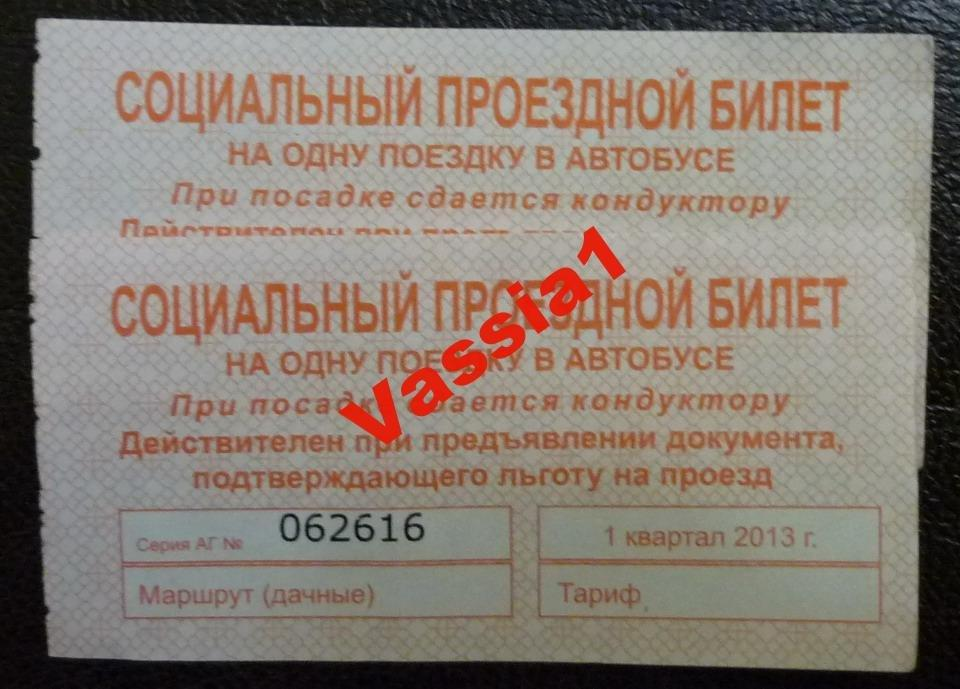 СОЦИАЛЬНЫЙ ПРОЕЗДНОЙ БИЛЕТ
НА ОДНУ ПОЕЗДКУ В АВТОБУСЕ
При посадке сдается кондуктору
Действителен при
СОЦИАЛЬНЫЙ ПРОЕЗДНОЙ БИЛЕТ
НА ОДНУ ПОЕЗДКУ В АВТОБУСЕ
При посадке сдается кондуктору
Vassia1
Действителен при предъявлении документа,
подтверждающего льготу на проезд
Серия АГ № 062616
1 квартал 2013 г.
Маршрут (дачные)
Тариф